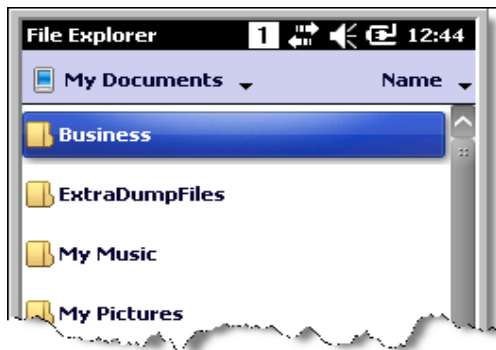 File Explorer 1 12:44
My Documents Name
Business
ExtraDumpFiles
My Music
My Pictures